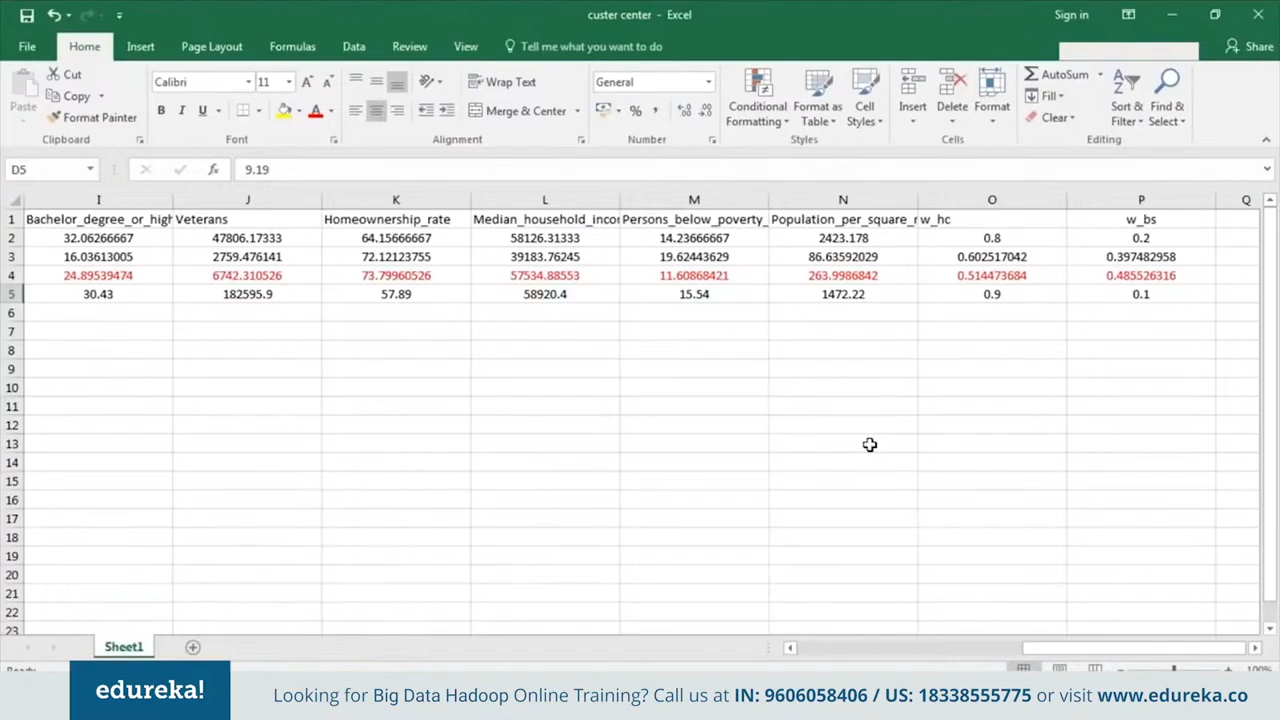 custer center - Excel
Sign in
File Home Insert Page Layout Formulas Data Review View Tell me what you want to do Share
Cut
Copy
Format Painter
Paste
Clipboard
Calibri 11
B I U
Font
Wrap Text
Merge & Center
Alignment
General
Number
Conditional Formatting
Format as Table
Cell Styles
Styles
Insert Delete Format
Cells
AutoSum
Fill
Clear
Sort & Filter
Find & Select
Editing
D5 fx 9.19
I J K L M N O P Q
1 Bachelor_degree_or_high Veterans Homeownership_rate Median_household_incom Persons_below_poverty_ Population_per_square_m w_hc w_bs
2 32.06266667 47806.17333 64.15666667 58126.31333 14.23666667 2423.178 0.8 0.2
3 16.03613005 2759.476141 72.12123755 39183.76245 19.62443629 86.63592029 0.602517042 0.397482958
4 24.89539474 6742.310526 73.79960526 57534.88553 11.60868421 263.9986842 0.514473684 0.485526316
5 30.43 182595.9 57.89 58920.4 15.54 1472.22 0.9 0.1
6
7
8
9
10
11
12
13
14
15
16
17
18
19
20
21
22
23
Sheet1
100%
edureka! Looking for Big Data Hadoop Online Training? Call us at IN: 9606058406 / US: 18338555775 or visit www.edureka.co